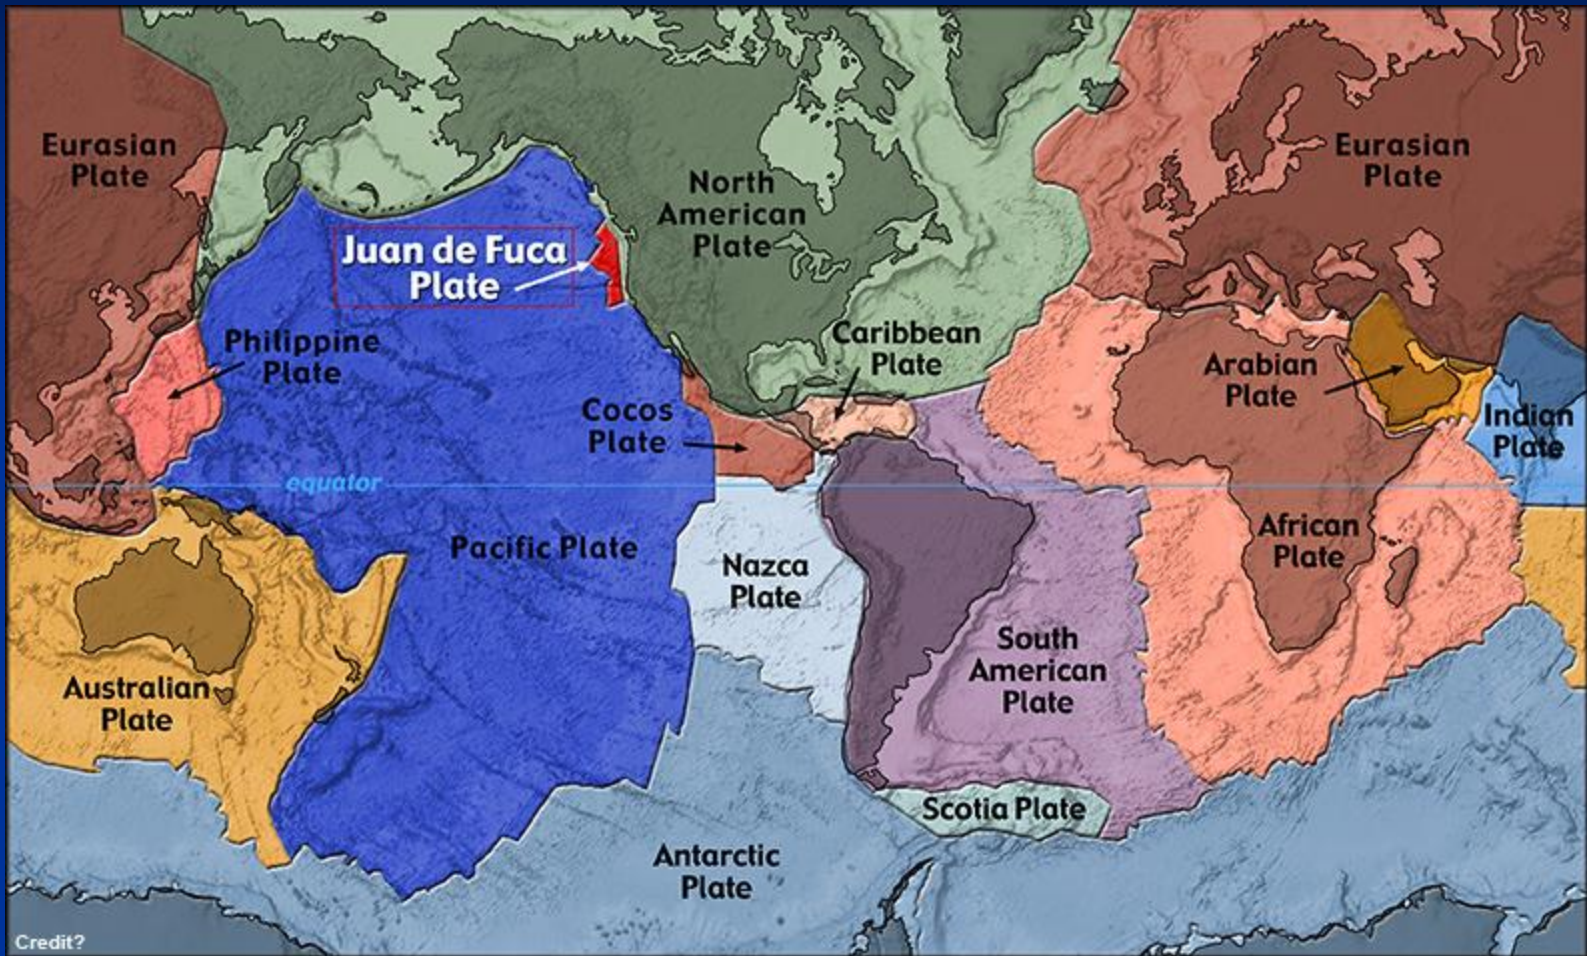 Eurasian
Plate
Eurasian
Plate
North
American
Plate
Juan de Fuca
Plate
Philippine
Plate
Caribbean
Plate
Arabian
Plate
Cocos
Plate
Indian
Plate
equator
Pacific Plate
African
Plate
Nazca
Plate
South
American
Plate
Australian
Plate
Scotia Plate
Antarctic
Plate
Credit?